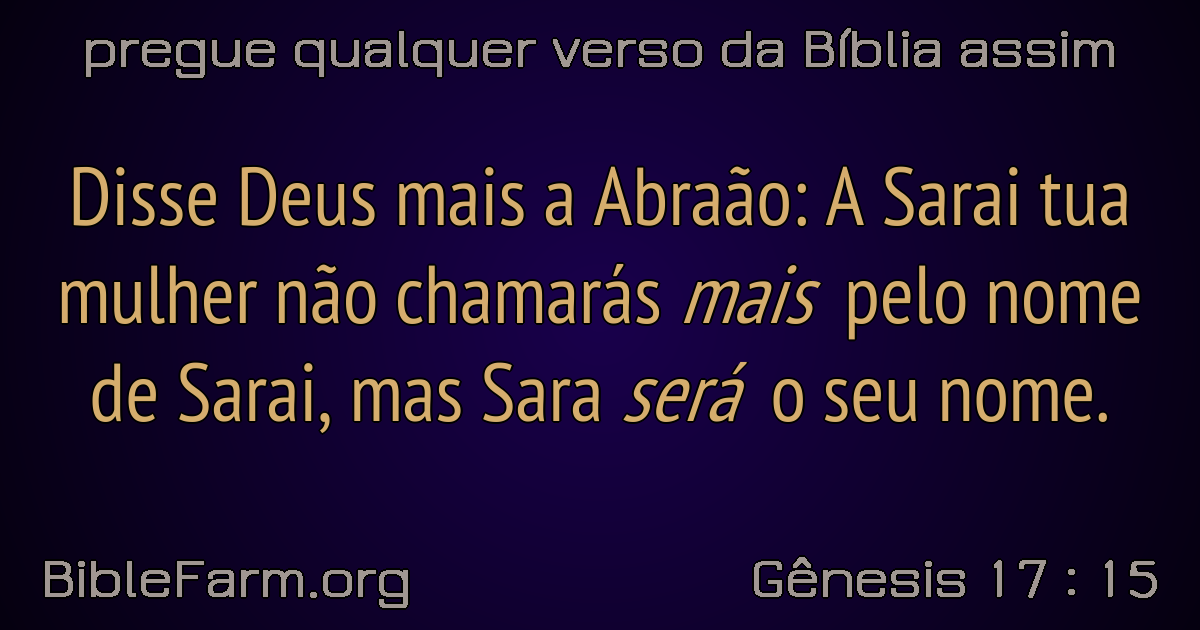 pregue qualquer verso da Bíblia assim
Disse Deus mais a Abraão: A Sarai tua
mulher não chamarás mais pelo nome
de Sarai, mas Sara será o seu nome.
BibleFarm.org
Gênesis 17 : 15